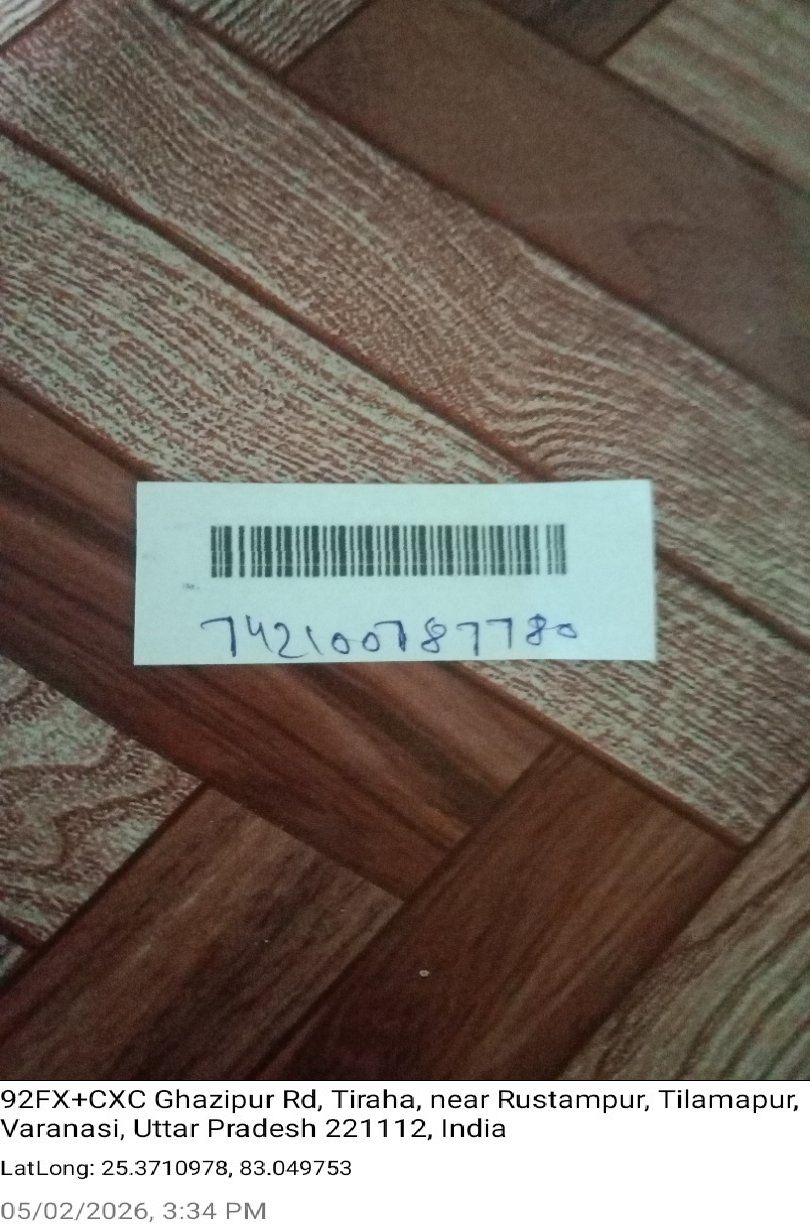 742100787780
92FX+CXC Ghazipur Rd, Tiraha, near Rustampur, Tilamapur,
Varanasi, Uttar Pradesh 221112, India
LatLong: 25.3710978, 83.049753
05/02/2026, 3:34 PM